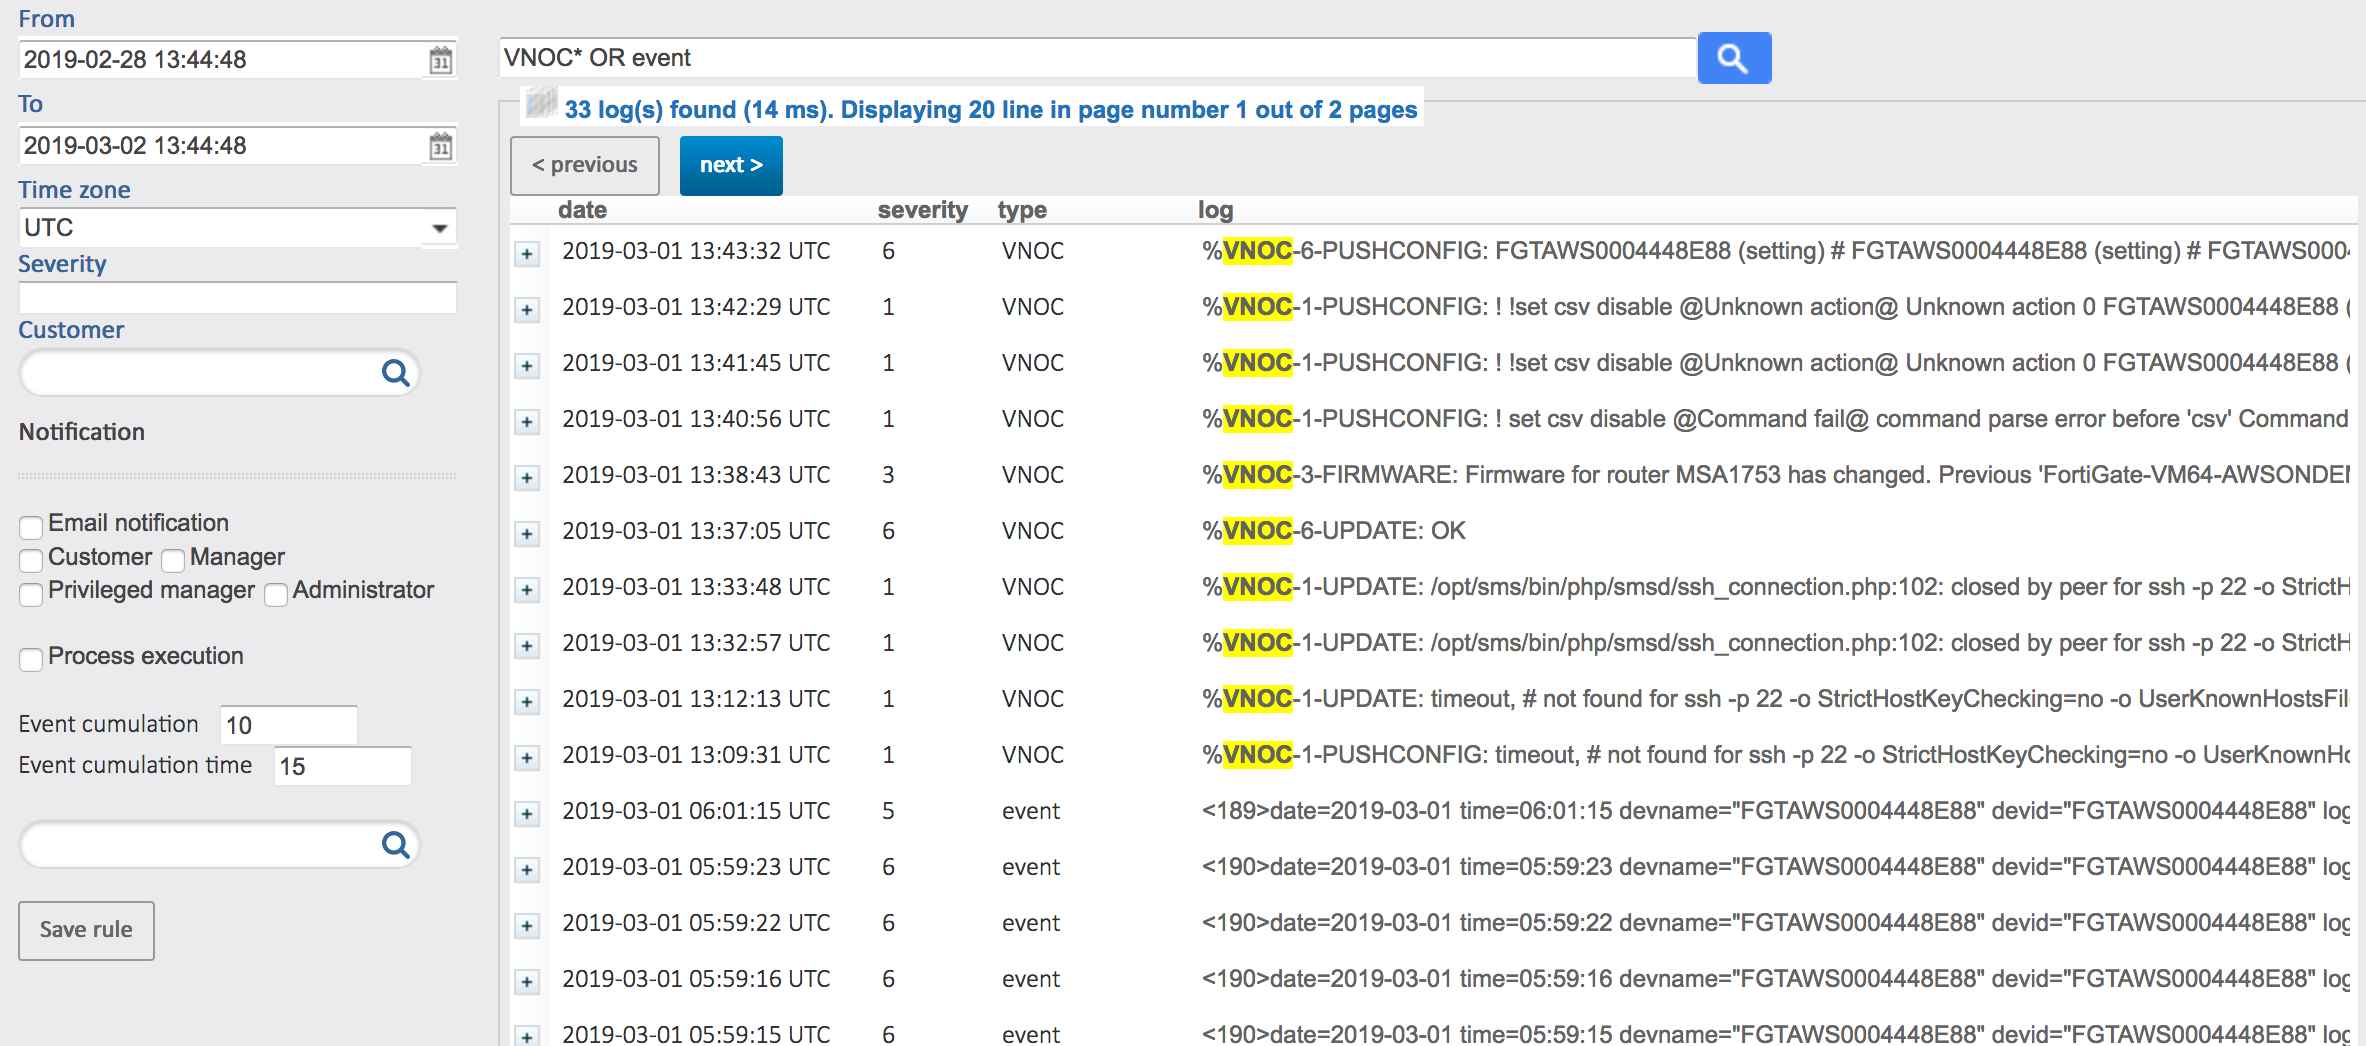 From
2019-02-28 13:44:48
31
To
2019-03-02 13:44:48
31
Time zone
UTC
Severity
Customer
Notification
Email notification
Customer Manager
Privileged manager Administrator
Process execution
Event cumulation 10
Event cumulation time 15
Save rule
VNOC* OR event
33 log(s) found (14 ms). Displaying 20 line in page number 1 out of 2 pages
< previous next >
date severity type log
+ 2019-03-01 13:43:32 UTC 6 VNOC %VNOC-6-PUSHCONFIG: FGTAWS0004448E88 (setting) # FGTAWS0004448E88 (setting) # FGTAWS0004
+ 2019-03-01 13:42:29 UTC 1 VNOC %VNOC-1-PUSHCONFIG: ! !set csv disable @Unknown action@ Unknown action 0 FGTAWS0004448E88 (
+ 2019-03-01 13:41:45 UTC 1 VNOC %VNOC-1-PUSHCONFIG: ! !set csv disable @Unknown action@ Unknown action 0 FGTAWS0004448E88 (
+ 2019-03-01 13:40:56 UTC 1 VNOC %VNOC-1-PUSHCONFIG: ! set csv disable @Command fail@ command parse error before 'csv' Command
+ 2019-03-01 13:38:43 UTC 3 VNOC %VNOC-3-FIRMWARE: Firmware for router MSA1753 has changed. Previous 'FortiGate-VM64-AWSONDEM
+ 2019-03-01 13:37:05 UTC 6 VNOC %VNOC-6-UPDATE: OK
+ 2019-03-01 13:33:48 UTC 1 VNOC %VNOC-1-UPDATE: /opt/sms/bin/php/smsd/ssh_connection.php:102: closed by peer for ssh -p 22 -o StrictH
+ 2019-03-01 13:32:57 UTC 1 VNOC %VNOC-1-UPDATE: /opt/sms/bin/php/smsd/ssh_connection.php:102: closed by peer for ssh -p 22 -o StrictH
+ 2019-03-01 13:12:13 UTC 1 VNOC %VNOC-1-UPDATE: timeout, # not found for ssh -p 22 -o StrictHostKeyChecking=no -o UserKnownHostsFil
+ 2019-03-01 13:09:31 UTC 1 VNOC %VNOC-1-PUSHCONFIG: timeout, # not found for ssh -p 22 -o StrictHostKeyChecking=no -o UserKnownHo
+ 2019-03-01 06:01:15 UTC 5 event <189>date=2019-03-01 time=06:01:15 devname="FGTAWS0004448E88" devid="FGTAWS0004448E88" log
+ 2019-03-01 05:59:23 UTC 6 event <190>date=2019-03-01 time=05:59:23 devname="FGTAWS0004448E88" devid="FGTAWS0004448E88" log
+ 2019-03-01 05:59:22 UTC 6 event <190>date=2019-03-01 time=05:59:22 devname="FGTAWS0004448E88" devid="FGTAWS0004448E88" log
+ 2019-03-01 05:59:16 UTC 6 event <190>date=2019-03-01 time=05:59:16 devname="FGTAWS0004448E88" devid="FGTAWS0004448E88" log
+ 2019-03-01 05:59:15 UTC 6 event <190>date=2019-03-01 time=05:59:15 devname="FGTAWS0004448E88" devid="FGTAWS0004448E88" log